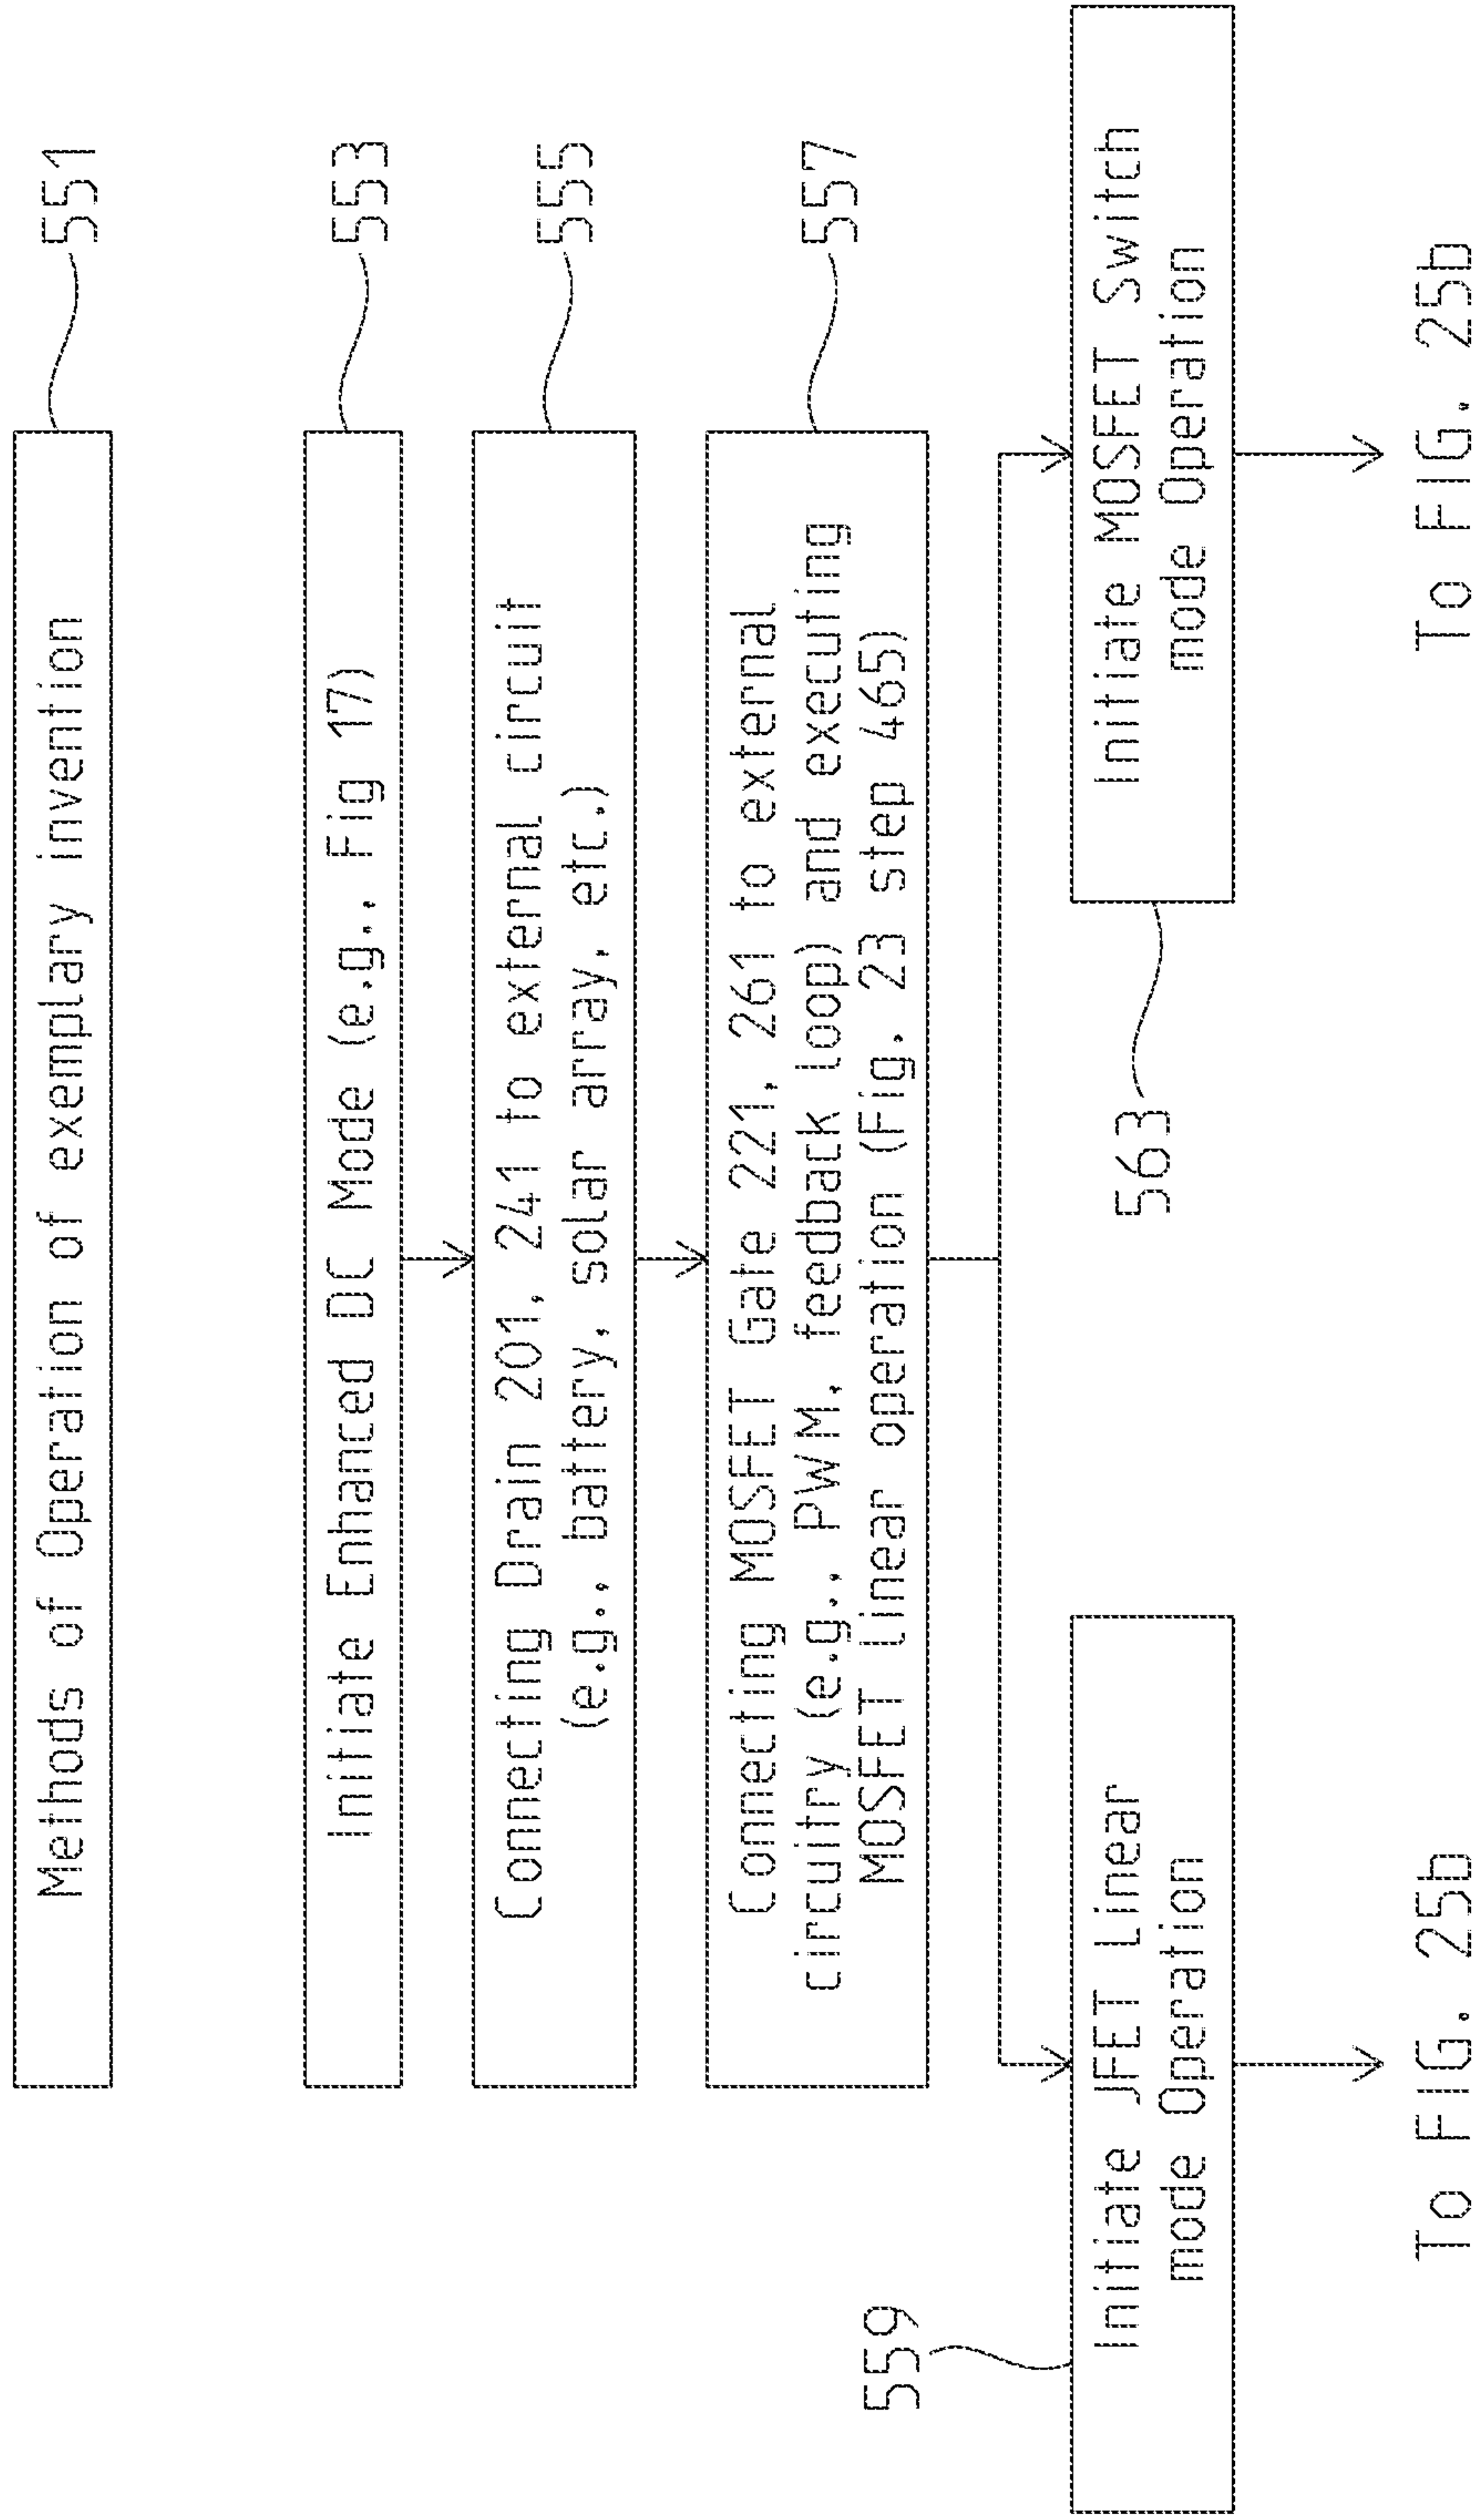 Methods of Operation of exemplary invention
551
Initiate Enhanced DC Mode (e.g., Fig 17)
553
Connecting Drain 201, 241 to external circuit
(e.g., battery, solar array, etc.)
555
Connecting MOSFET Gate 221, 261 to external
circuitry (e.g., PWM, feedback loop) and executing
MOSFET linear operation (Fig. 23 step 465)
557
559
Initiate JFET Linear
mode Operation
563
Initiate MOSFET Switch
mode Operation
To FIG. 25b
To FIG. 25b